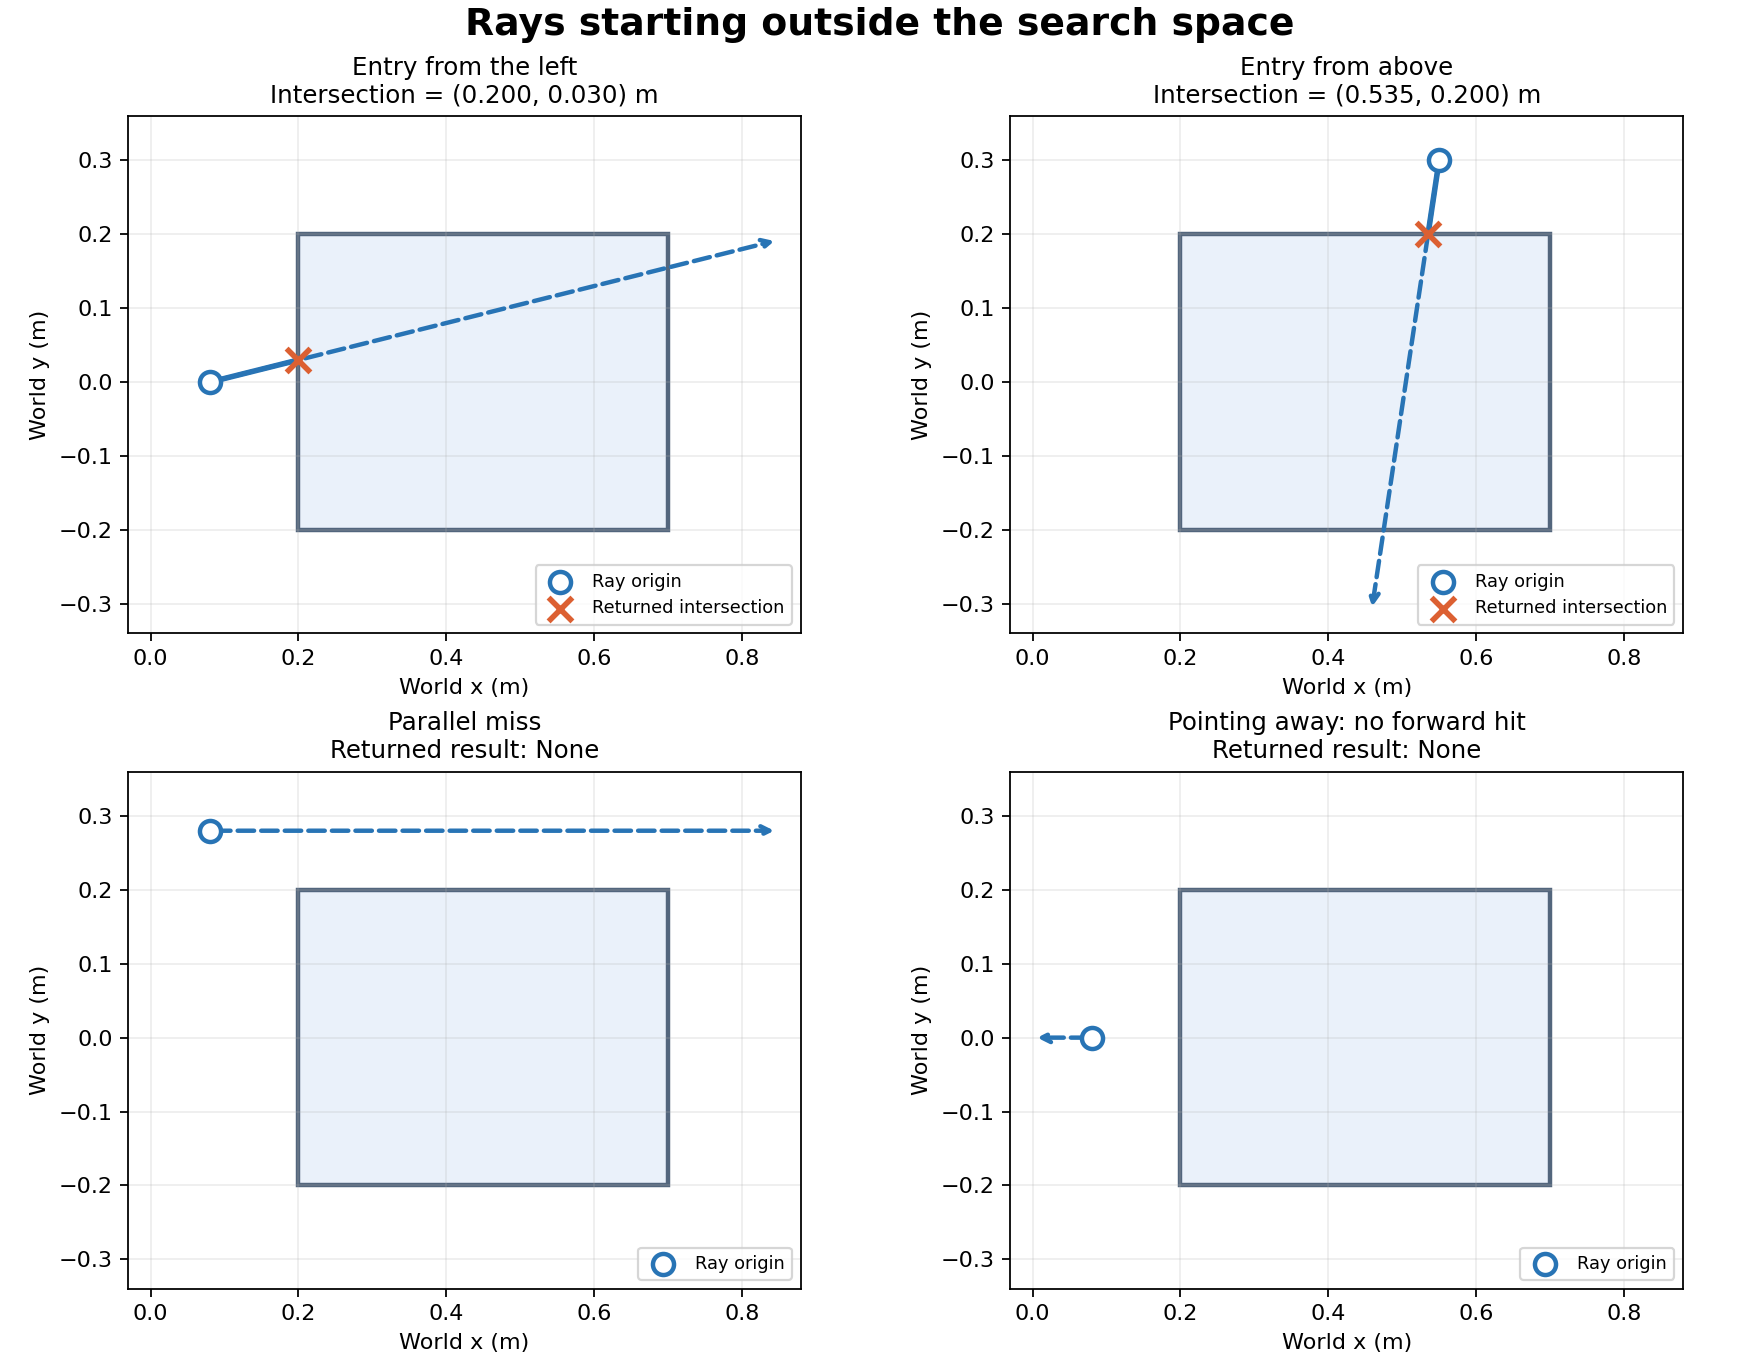 Rays starting outside the search space
Entry from the left
Intersection = (0.200, 0.030) m
World y (m)
0.3
0.2
0.1
0.0
−0.1
−0.2
−0.3
Ray origin
Returned intersection
0.0 0.2 0.4 0.6 0.8
World x (m)
Entry from above
Intersection = (0.535, 0.200) m
World y (m)
0.3
0.2
0.1
0.0
−0.1
−0.2
−0.3
Ray origin
Returned intersection
0.0 0.2 0.4 0.6 0.8
World x (m)
Parallel miss
Returned result: None
World y (m)
0.3
0.2
0.1
0.0
−0.1
−0.2
−0.3
Ray origin
0.0 0.2 0.4 0.6 0.8
World x (m)
Pointing away: no forward hit
Returned result: None
World y (m)
0.3
0.2
0.1
0.0
−0.1
−0.2
−0.3
Ray origin
0.0 0.2 0.4 0.6 0.8
World x (m)